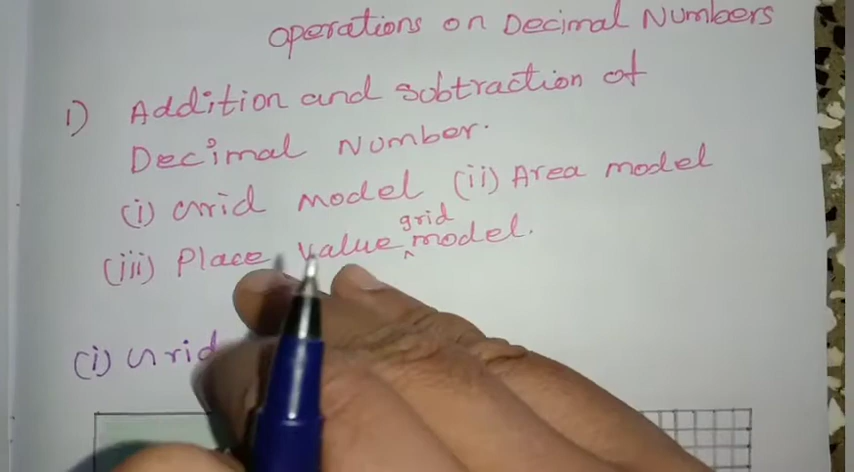 Operations on Decimal Numbers
1) Addition and subtraction of
Decimal Number.
(i) Grid model (ii) Area model
(iii) Place value grid model.
(i) Grid